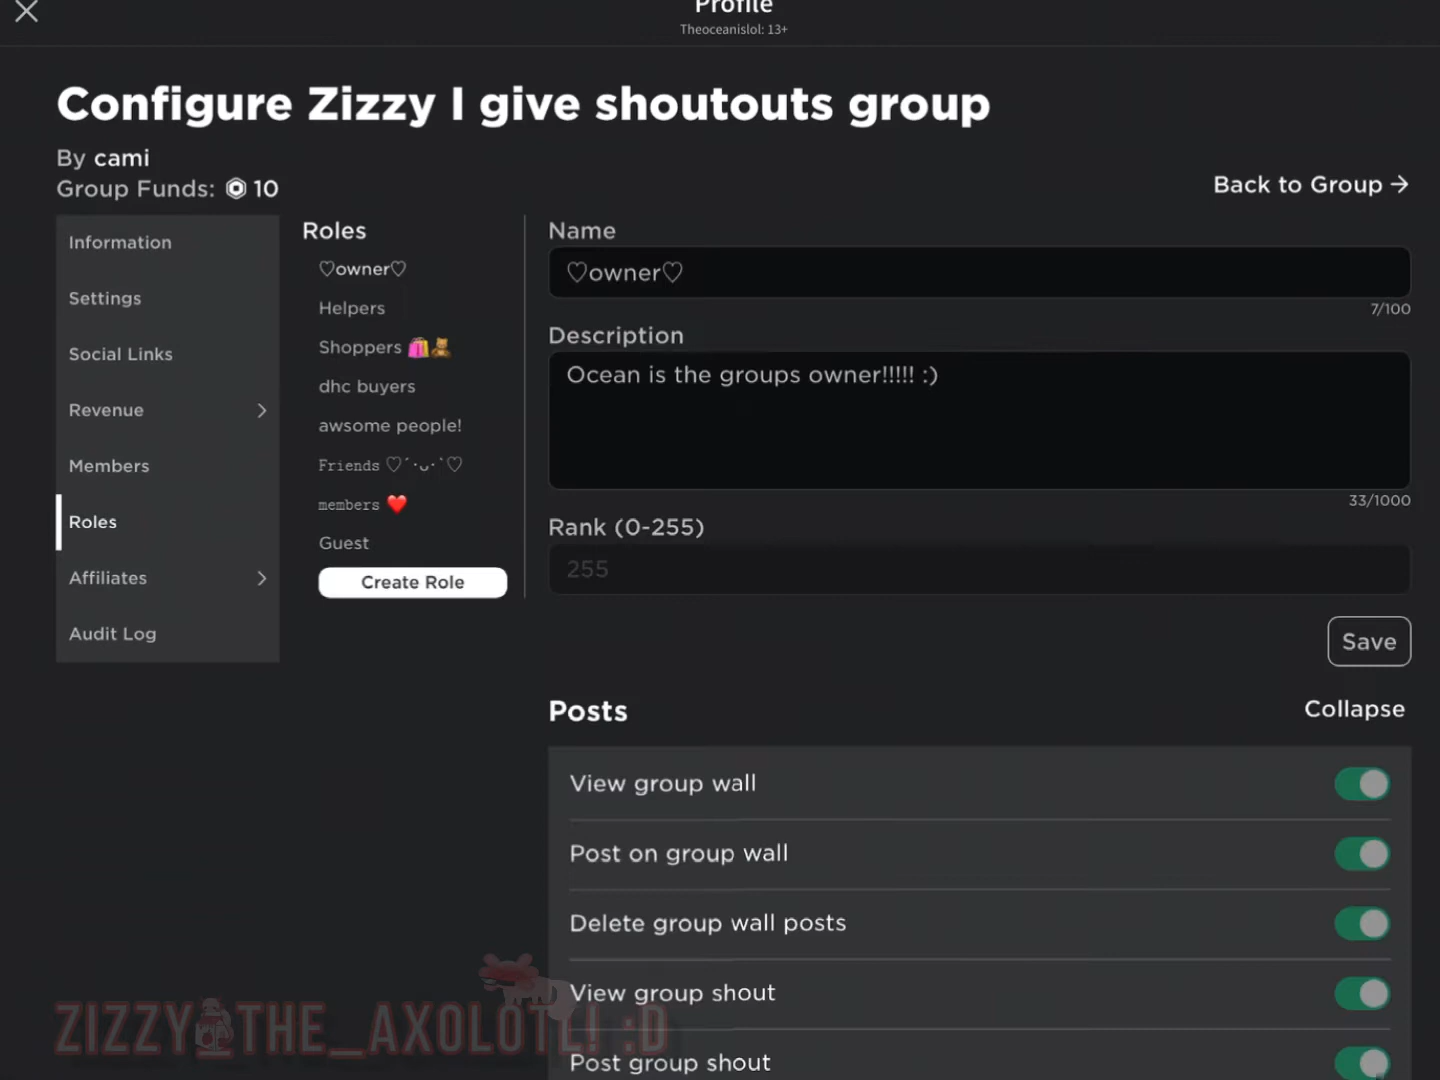 Profile
Theoceanislol: 13+
Configure Zizzy I give shoutouts group
By cami
Group Funds: 10
Back to Group →
Information
Settings
Social Links
Revenue
Members
Roles
Affiliates
Audit Log
Roles
♡owner♡
Helpers
Shoppers 🛍️🧸
dhc buyers
awsome people!
Friends ♡´･ᴗ･`♡
members ❤️
Guest
Create Role
Name
♡owner♡
7/100
Description
Ocean is the groups owner!!!!! :)
33/1000
Rank (0-255)
255
Save
Posts
Collapse
View group wall
Post on group wall
Delete group wall posts
View group shout
Post group shout
ZIZZY THE_AXOLOTL! :D